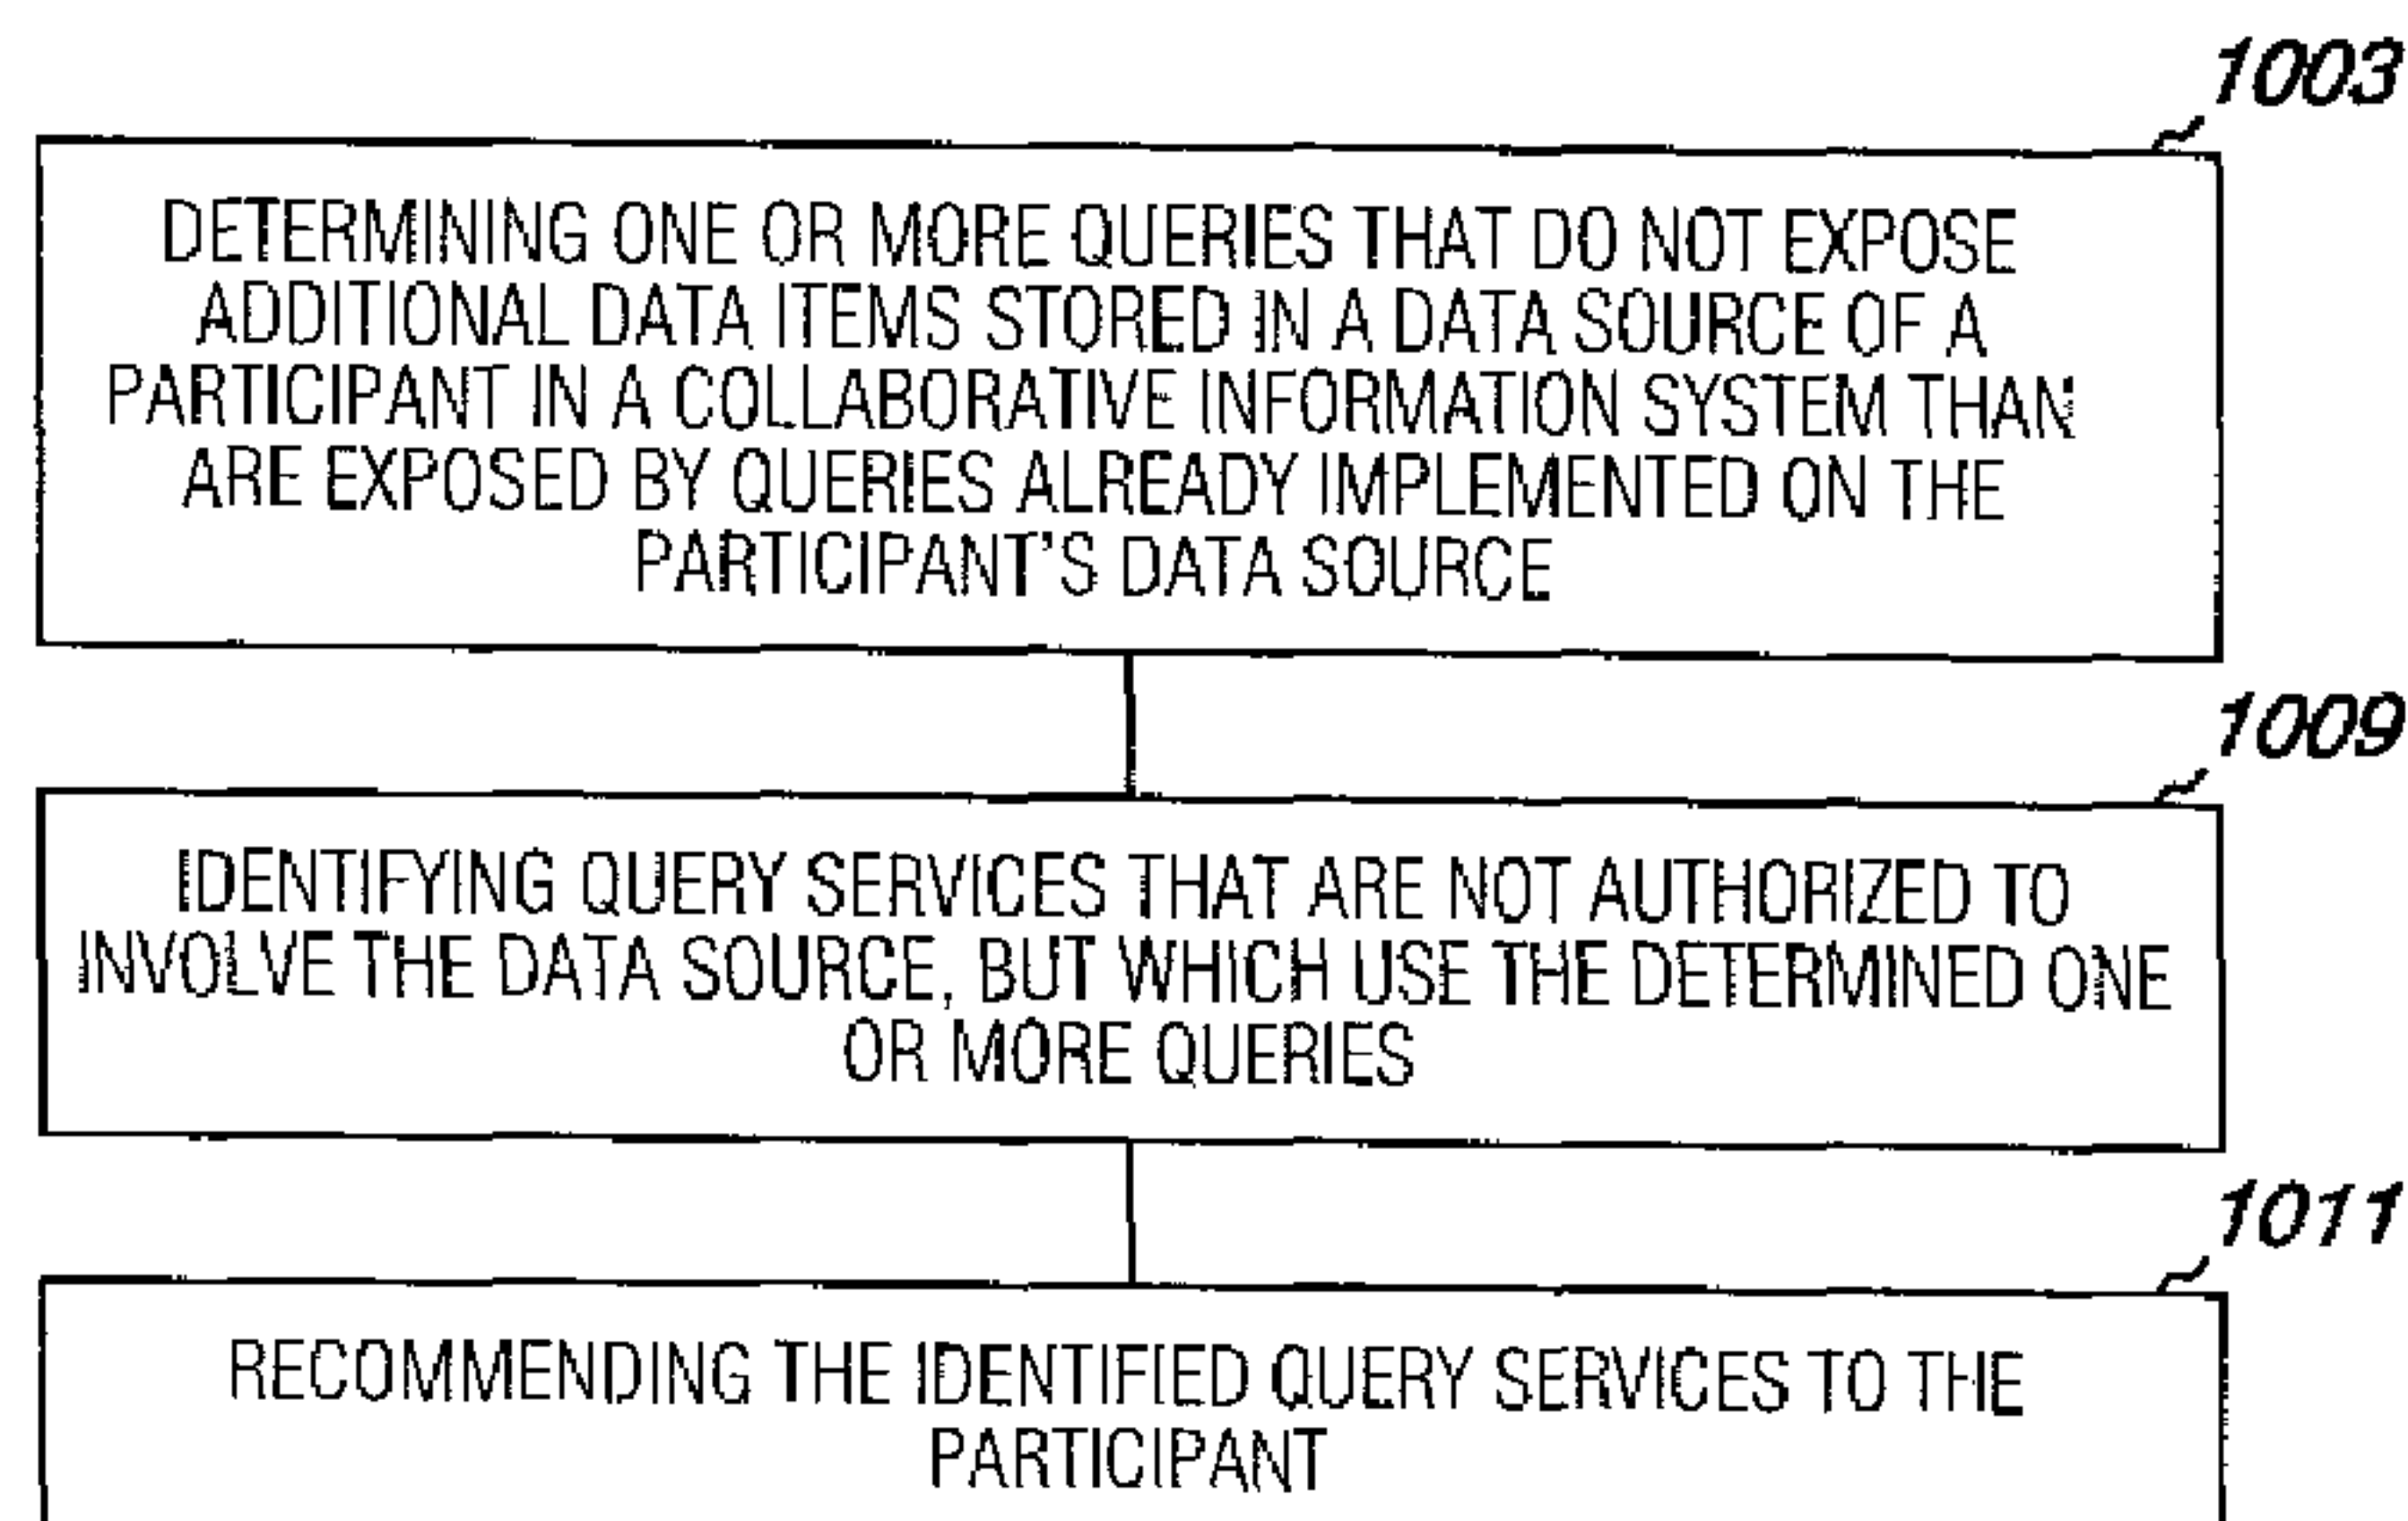 1003
DETERMINING ONE OR MORE QUERIES THAT DO NOT EXPOSE
ADDITIONAL DATA ITEMS STORED IN A DATA SOURCE OF A
PARTICIPANT IN A COLLABORATIVE INFORMATION SYSTEM THAN
ARE EXPOSED BY QUERIES ALREADY IMPLEMENTED ON THE
PARTICIPANT'S DATA SOURCE
1009
IDENTIFYING QUERY SERVICES THAT ARE NOT AUTHORIZED TO
INVOLVE THE DATA SOURCE, BUT WHICH USE THE DETERMINED ONE
OR MORE QUERIES
1011
RECOMMENDING THE IDENTIFIED QUERY SERVICES TO THE
PARTICIPANT